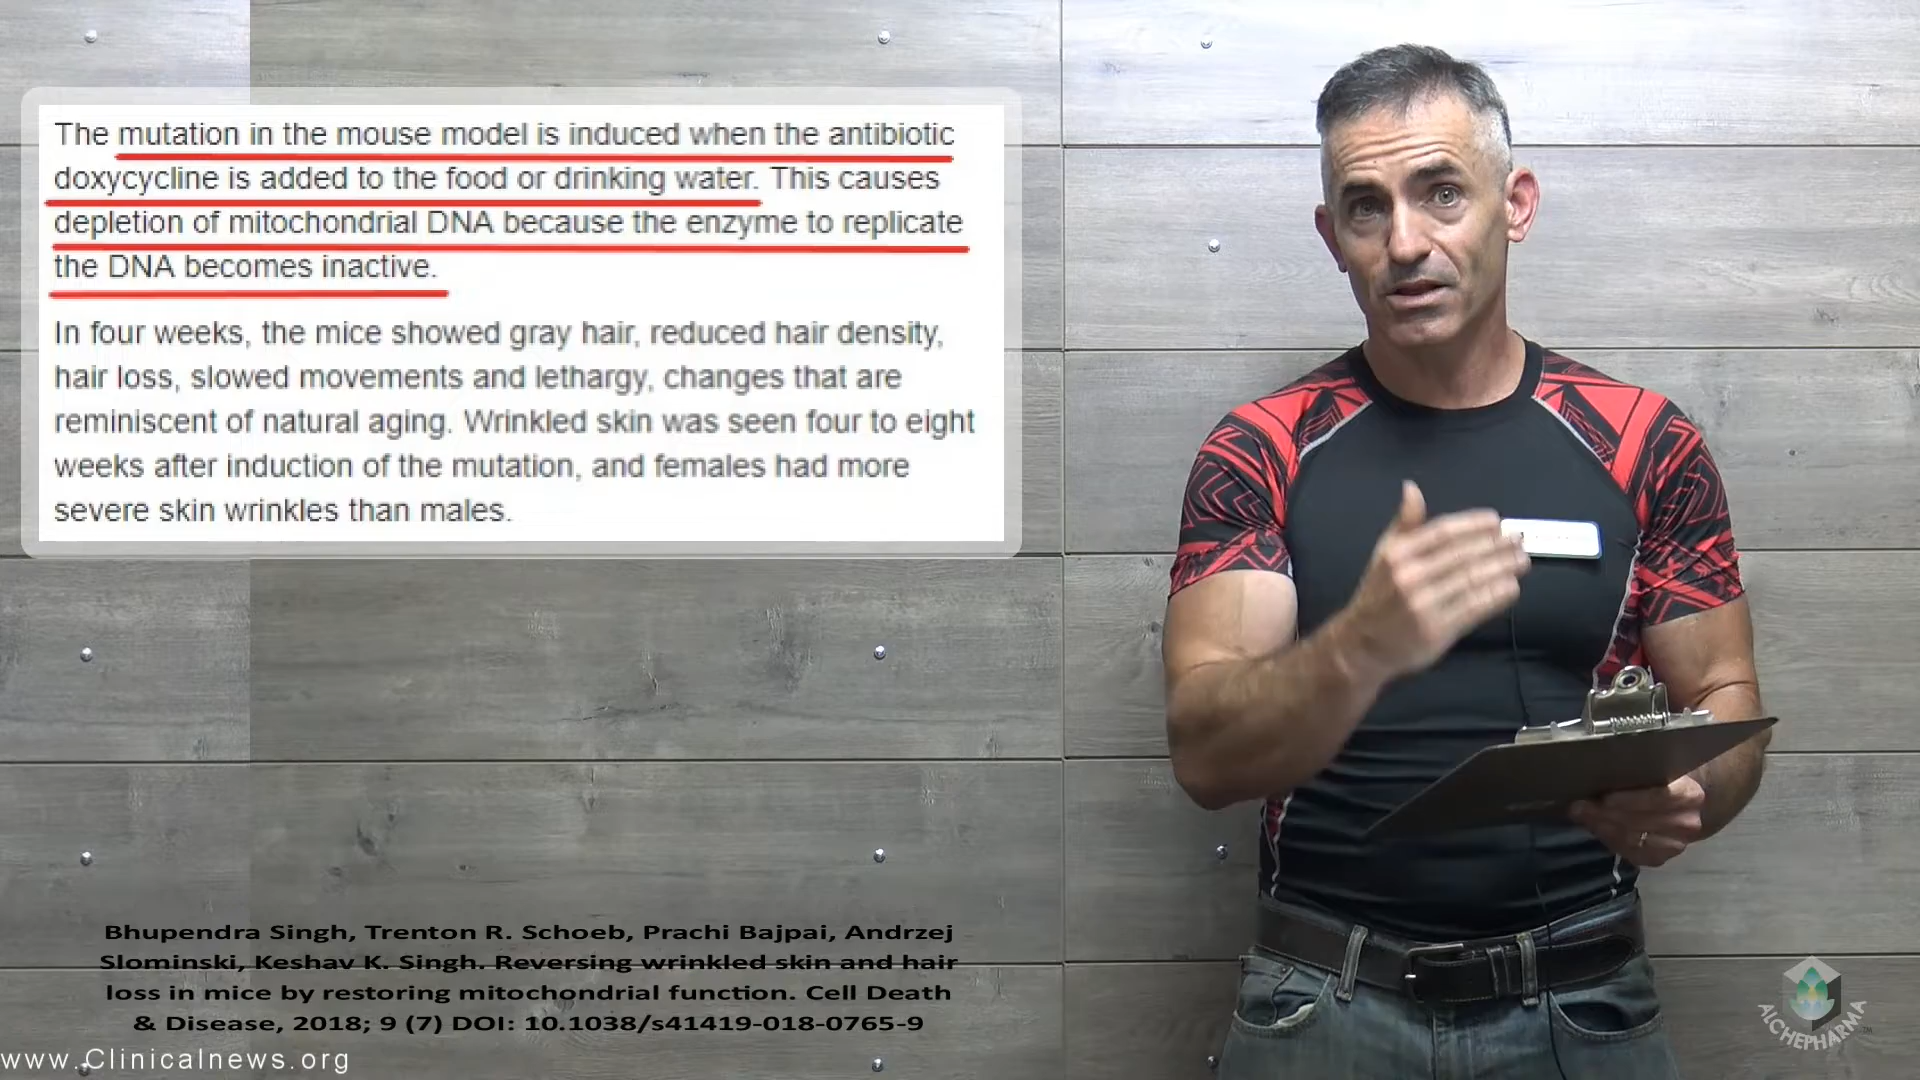 The mutation in the mouse model is induced when the antibiotic
doxycycline is added to the food or drinking water. This causes
depletion of mitochondrial DNA because the enzyme to replicate
the DNA becomes inactive.
In four weeks, the mice showed gray hair, reduced hair density,
hair loss, slowed movements and lethargy, changes that are
reminiscent of natural aging. Wrinkled skin was seen four to eight
weeks after induction of the mutation, and females had more
severe skin wrinkles than males.
Bhupendra Singh, Trenton R. Schoeb, Prachi Bajpai, Andrzej
Slominski, Keshav K. Singh. Reversing wrinkled skin and hair
loss in mice by restoring mitochondrial function. Cell Death
& Disease, 2018; 9 (7) DOI: 10.1038/s41419-018-0765-9
www.Clinicalnews.org
ALCHEPHARMA